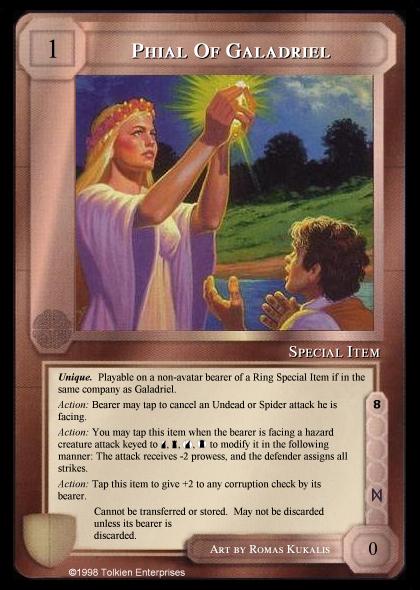 1
PHIAL OF GALADRIEL
SPECIAL ITEM
Unique. Playable on a non-avatar bearer of a Ring Special Item if in the
same company as Galadriel.
Action: Bearer may tap to cancel an Undead or Spider attack he is
facing.
Action: You may tap this item when the bearer is facing a hazard
creature attack keyed to , , , to modify it in the following
manner: The attack receives -2 prowess, and the defender assigns all
strikes.
Action: Tap this item to give +2 to any corruption check by its
bearer.
Cannot be transferred or stored. May not be
discarded
unless its bearer is
discarded.
8
ART BY ROMAS KUKALIS
0
©1998 Tolkien Enterprises